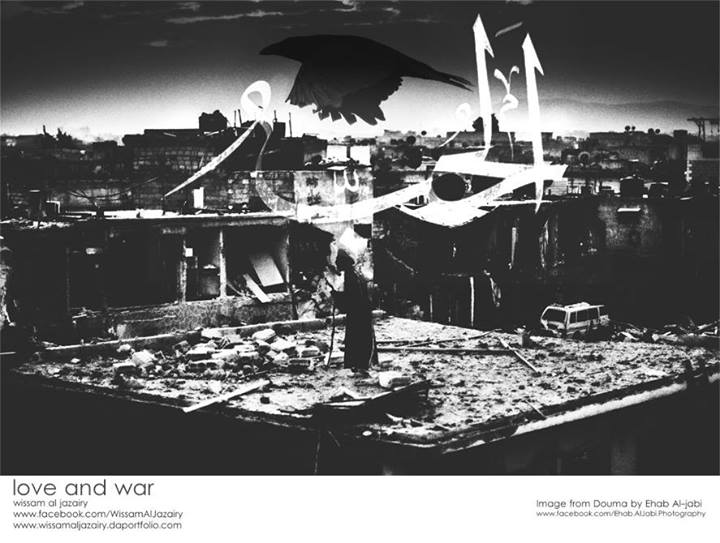 love and war
wissam al jazairy
www.facebook.com/WissamAlJazairy
www.wissamaljazairy.daportfolio.com
Image from Douma by Ehab Al-jabi
www.facebook.com/Ehab.AlJabi.Photography